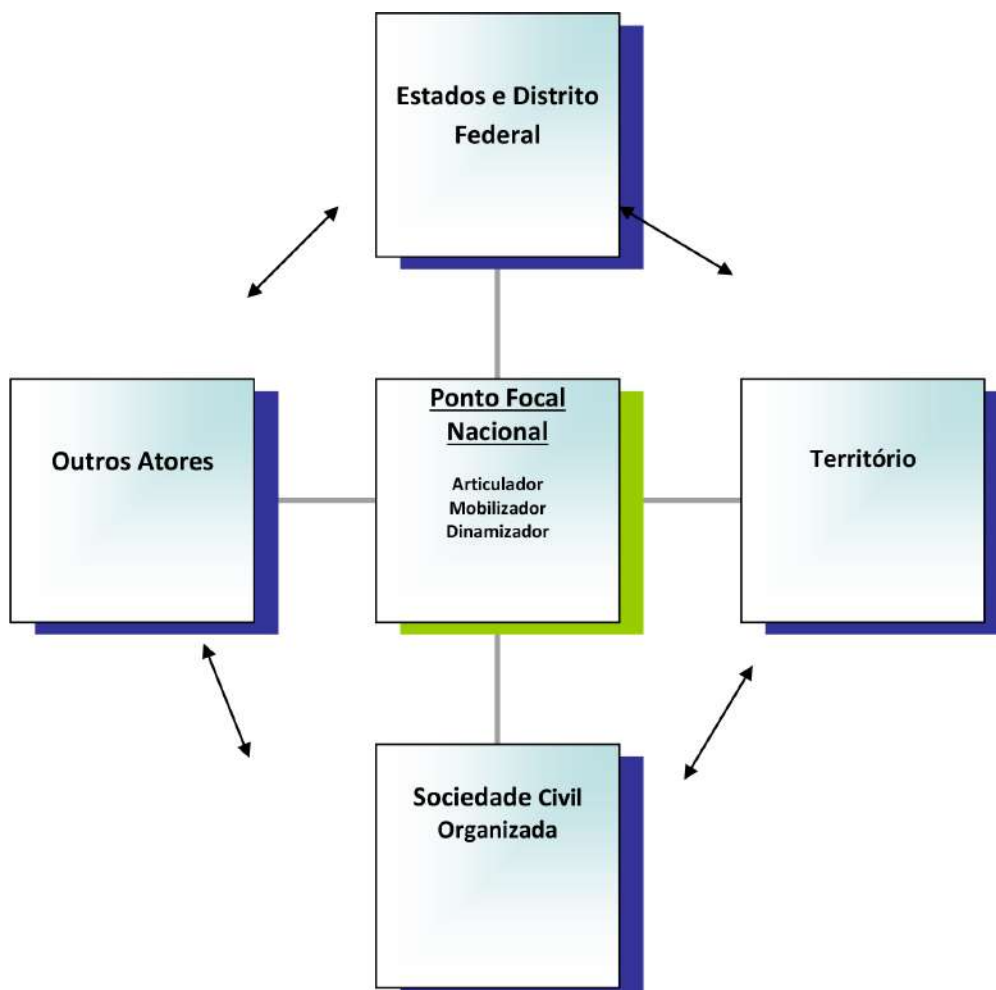 Estados e Distrito
Federal
Outros Atores
Ponto Focal
Nacional
Articulador
Mobilizador
Dinamizador
Território
Sociedade Civil
Organizada